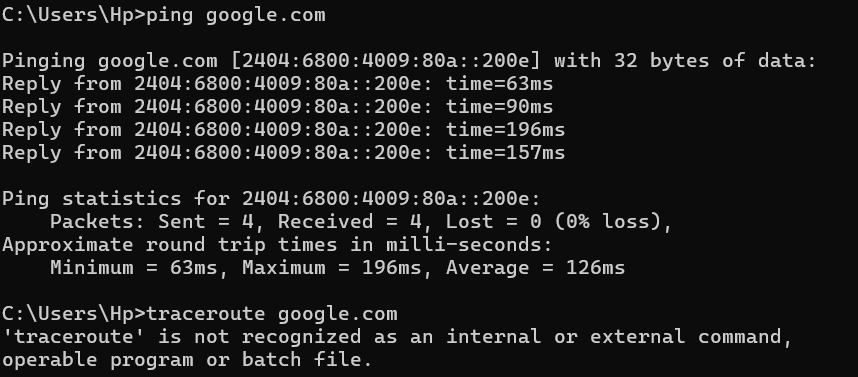 C:\Users\Hp>ping google.com
Pinging google.com [2404:6800:4009:80a::200e] with 32 bytes of data:
Reply from 2404:6800:4009:80a::200e: time=63ms
Reply from 2404:6800:4009:80a::200e: time=90ms
Reply from 2404:6800:4009:80a::200e: time=196ms
Reply from 2404:6800:4009:80a::200e: time=157ms
Ping statistics for 2404:6800:4009:80a::200e:
    Packets: Sent = 4, Received = 4, Lost = 0 (0% loss),
Approximate round trip times in milli-seconds:
    Minimum = 63ms, Maximum = 196ms, Average = 126ms
C:\Users\Hp>traceroute google.com
'traceroute' is not recognized as an internal or external command,
operable program or batch file.